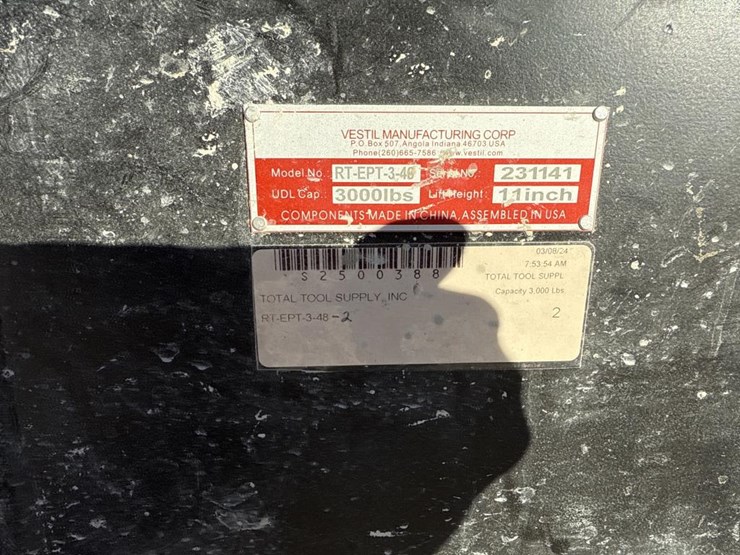 VESTIL MANUFACTURING CORP
P.O.Box 507, Angola Indiana 46703 USA
Phone(260)665-7586 www.vestil.com
Model No. RT-EPT-3-48 Serial No. 231141
UDL Cap. 3000lbs Lift Height: 11inch
COMPONENTS MADE IN CHINA, ASSEMBLED IN USA
S2500388
03/08/24
7:53:54 AM
TOTAL TOOL SUPPL
Capacity 3,000 Lbs
TOTAL TOOL SUPPLY, INC
RT-EPT-3-48 -2
2